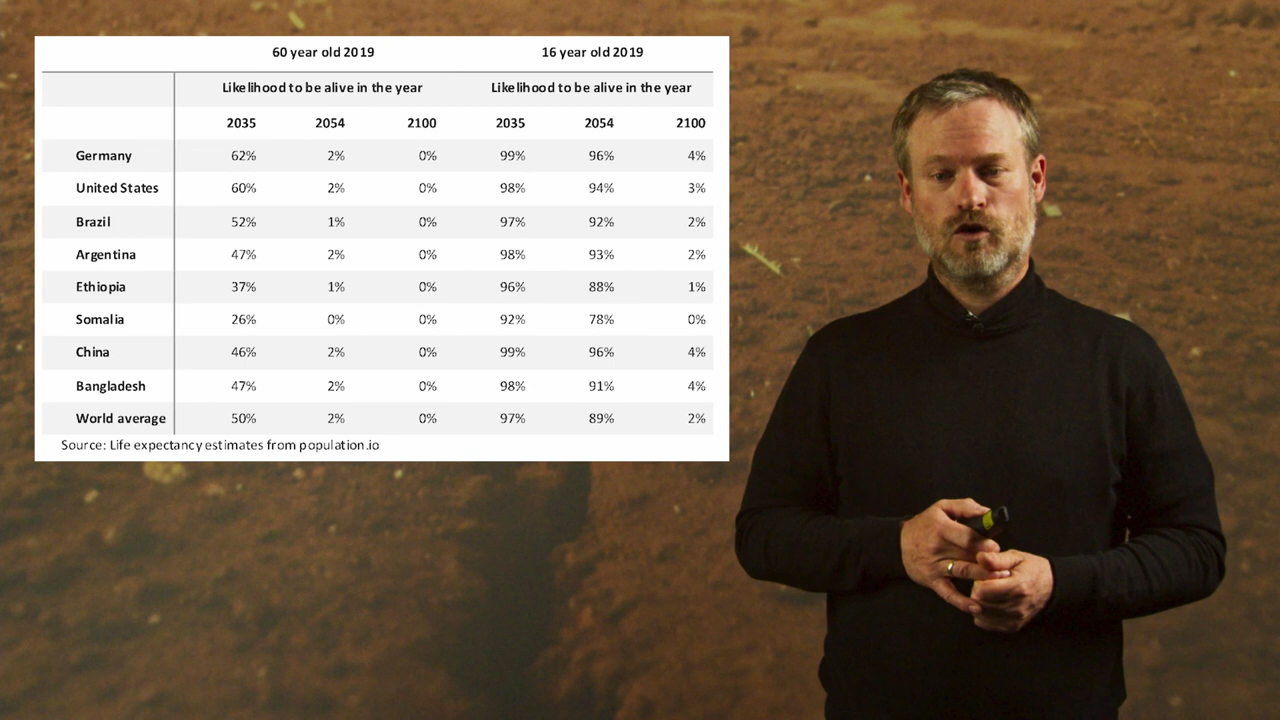 60 year old 2019 16 year old 2019
Likelihood to be alive in the year Likelihood to be alive in the year
2035 2054 2100 2035 2054 2100
Germany 62% 2% 0% 99% 96% 4%
United States 60% 2% 0% 98% 94% 3%
Brazil 52% 1% 0% 97% 92% 2%
Argentina 47% 2% 0% 98% 93% 2%
Ethiopia 37% 1% 0% 96% 88% 1%
Somalia 26% 0% 0% 92% 78% 0%
China 46% 2% 0% 99% 96% 4%
Bangladesh 47% 2% 0% 98% 91% 4%
World average 50% 2% 0% 97% 89% 2%
Source: Life expectancy estimates from population.io